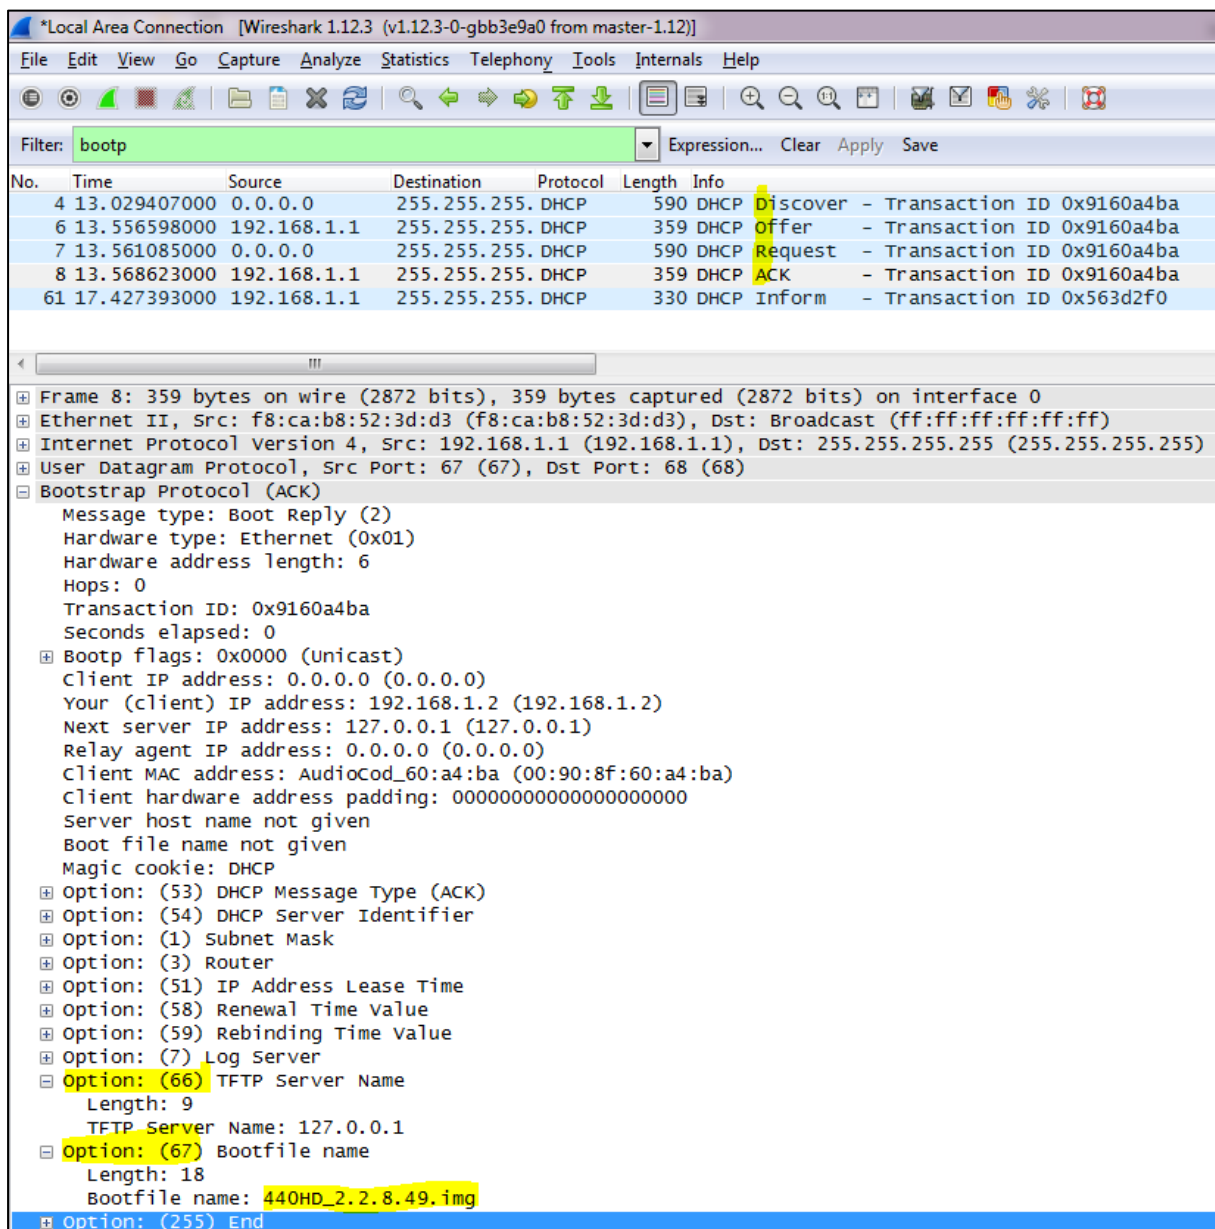 *Local Area Connection [Wireshark 1.12.3 (v1.12.3-0-gbb3e9a0 from master-1.12)]
File Edit View Go Capture Analyze Statistics Telephony Tools Internals Help
Filter: bootp Expression... Clear Apply Save
No. Time Source Destination Protocol Length Info
4 13.029407000 0.0.0.0 255.255.255. DHCP 590 DHCP Discover - Transaction ID 0x9160a4ba
6 13.556598000 192.168.1.1 255.255.255. DHCP 359 DHCP Offer - Transaction ID 0x9160a4ba
7 13.561085000 0.0.0.0 255.255.255. DHCP 590 DHCP Request - Transaction ID 0x9160a4ba
8 13.568623000 192.168.1.1 255.255.255. DHCP 359 DHCP ACK - Transaction ID 0x9160a4ba
61 17.427393000 192.168.1.1 255.255.255. DHCP 330 DHCP Inform - Transaction ID 0x563d2f0
Frame 8: 359 bytes on wire (2872 bits), 359 bytes captured (2872 bits) on interface 0
Ethernet II, Src: f8:ca:b8:52:3d:d3 (f8:ca:b8:52:3d:d3), Dst: Broadcast (ff:ff:ff:ff:ff:ff)
Internet Protocol Version 4, Src: 192.168.1.1 (192.168.1.1), Dst: 255.255.255.255 (255.255.255.255)
User Datagram Protocol, Src Port: 67 (67), Dst Port: 68 (68)
Bootstrap Protocol (ACK)
Message type: Boot Reply (2)
Hardware type: Ethernet (0x01)
Hardware address length: 6
Hops: 0
Transaction ID: 0x9160a4ba
Seconds elapsed: 0
Bootp flags: 0x0000 (Unicast)
Client IP address: 0.0.0.0 (0.0.0.0)
Your (client) IP address: 192.168.1.2 (192.168.1.2)
Next server IP address: 127.0.0.1 (127.0.0.1)
Relay agent IP address: 0.0.0.0 (0.0.0.0)
Client MAC address: AudioCod_60:a4:ba (00:90:8f:60:a4:ba)
Client hardware address padding: 00000000000000000000
Server host name not given
Boot file name not given
Magic cookie: DHCP
Option: (53) DHCP Message Type (ACK)
Option: (54) DHCP Server Identifier
Option: (1) Subnet Mask
Option: (3) Router
Option: (51) IP Address Lease Time
Option: (58) Renewal Time Value
Option: (59) Rebinding Time Value
Option: (7) Log Server
Option: (66) TFTP Server Name
Length: 9
TFTP Server Name: 127.0.0.1
Option: (67) Bootfile name
Length: 18
Bootfile name: 440HD_2.2.8.49.img
Option: (255) End